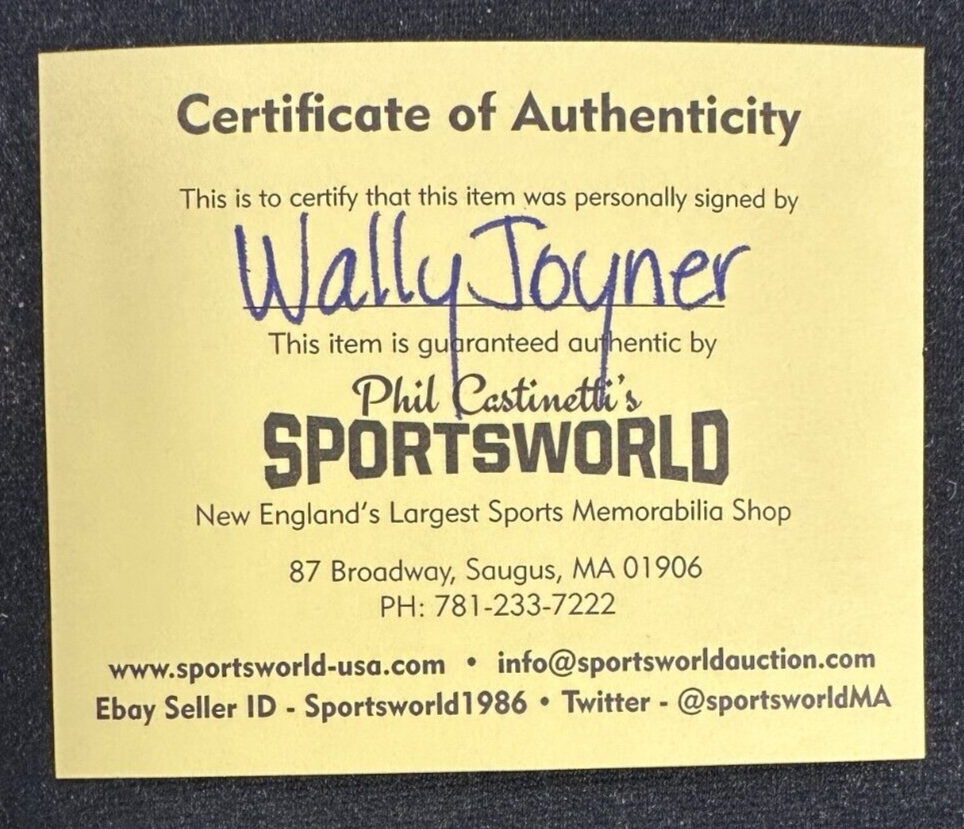 Certificate of Authenticity
This is to certify that this item was personally signed by
Wally Joyner
This item is guaranteed authentic by
Phil Castinetti's
SPORTSWORLD
New England's Largest Sports Memorabilia Shop
87 Broadway, Saugus, MA 01906
PH: 781-233-7222
www.sportsworld-usa.com • info@sportsworldauction.com
Ebay Seller ID - Sportsworld1986 • Twitter - @sportsworldMA